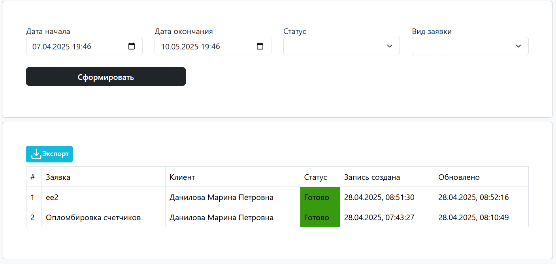 Дата начала Дата окончания Статус Вид заявки
07.04.2025 19:46 10.05.2025 19:46
Сформировать
Экспорт
# Заявка Клиент Статус Запись создана Обновлено
1 ee2 Данилова Марина Петровна Готово 28.04.2025, 08:51:30 28.04.2025, 08:52:16
2 Опломбировка счетчиков Данилова Марина Петровна Готово 28.04.2025, 07:43:27 28.04.2025, 08:10:49